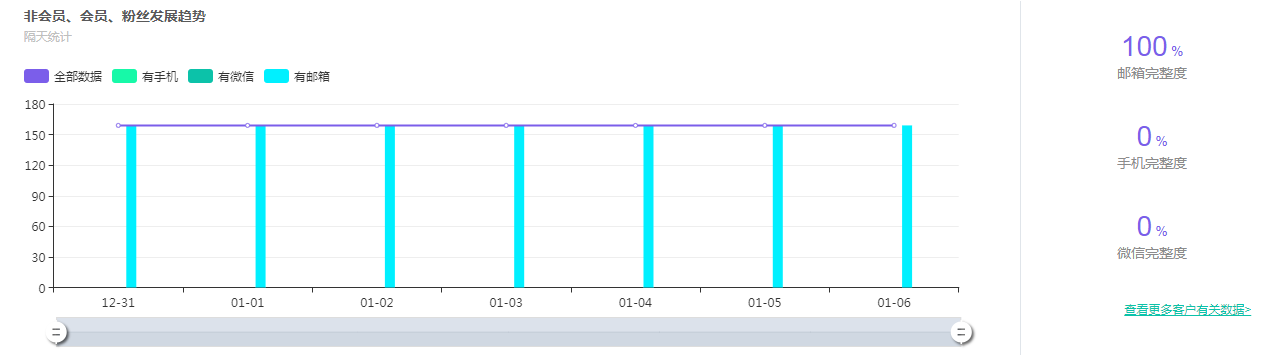 非会员、会员、粉丝发展趋势
隔天统计
全部数据 有手机 有微信 有邮箱
180
150
120
90
60
30
0
12-31 01-01 01-02 01-03 01-04 01-05 01-06
100 %
邮箱完整度
0 %
手机完整度
0 %
微信完整度
查看更多客户有关数据>